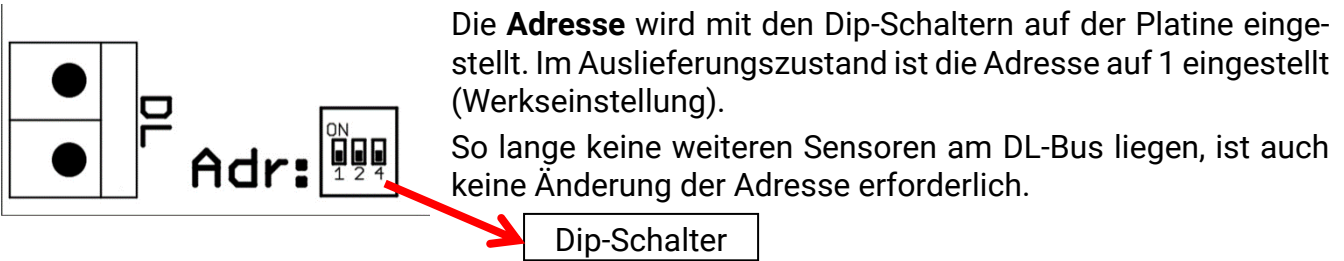 Die Adresse wird mit den Dip-Schaltern auf der Platine einge-
stellt. Im Auslieferungszustand ist die Adresse auf 1 eingestellt
(Werkseinstellung).
So lange keine weiteren Sensoren am DL-Bus liegen, ist auch
keine Änderung der Adresse erforderlich.
DL
Adr:
ON
1 2 4
Dip-Schalter